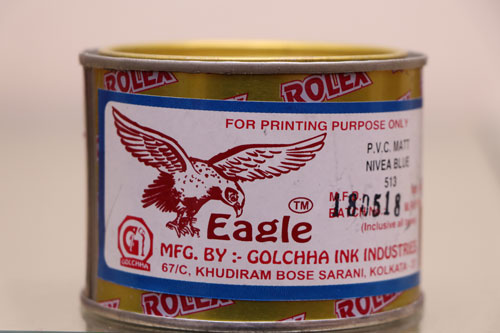 ROLEX ROLEX
FOR PRINTING PURPOSE ONLY
P.V.C. MATT
NIVEA BLUE
513
180518
(Inclusive
Eagle TM
GOLCHHA
MFG. BY :- GOLCHHA INK INDUSTRIES
67/C, KHUDIRAM BOSE SARANI, KOLKATA
ROLEX ROLEX